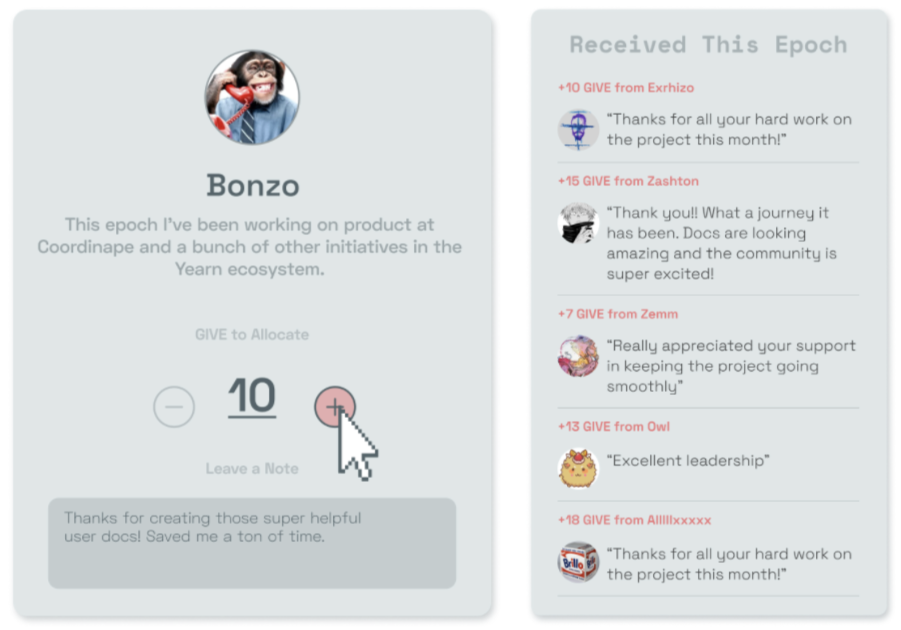 Bonzo
This epoch I've been working on product at
Coordinape and a bunch of other initiatives in the
Yearn ecosystem.
GIVE to Allocate
10
Leave a Note
Thanks for creating those super helpful
user docs! Saved me a ton of time.
Received This Epoch
+10 GIVE from Exrhizo
“Thanks for all your hard work on
the project this month!”
+15 GIVE from Zashton
“Thank you!! What a journey it
has been. Docs are looking
amazing and the community is
super excited!
+7 GIVE from Zemm
“Really appreciated your support
in keeping the project going
smoothly”
+13 GIVE from Owl
“Excellent leadership”
+18 GIVE from Alllllxxxxx
Brillo
“Thanks for all your hard work on
the project this month!”